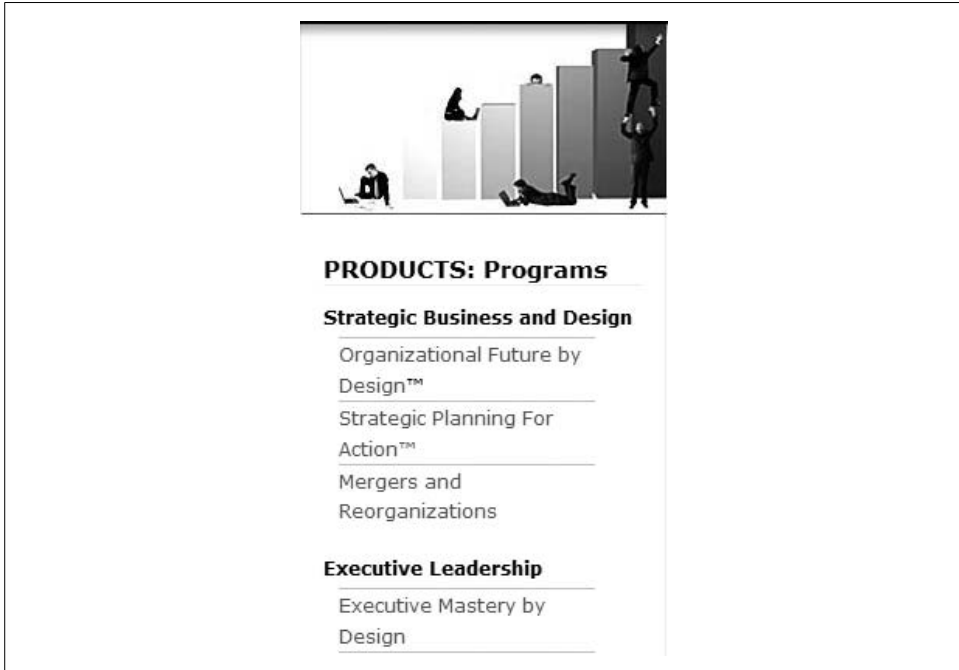 PRODUCTS: Programs
Strategic Business and Design
Organizational Future by
Design™
Strategic Planning For
Action™
Mergers and
Reorganizations
Executive Leadership
Executive Mastery by
Design